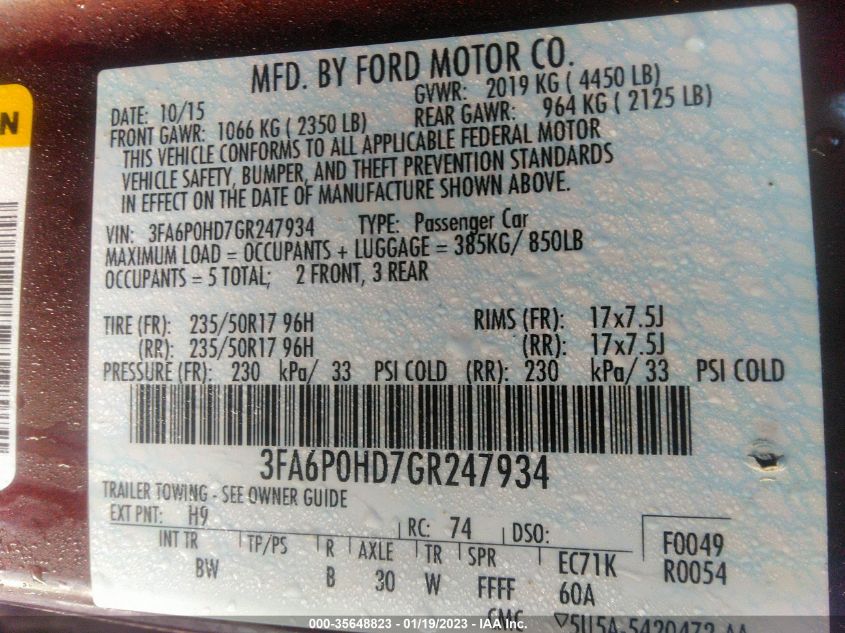 N
MFD. BY FORD MOTOR CO.
DATE: 10/15 GVWR: 2019 KG ( 4450 LB)
FRONT GAWR: 1066 KG ( 2350 LB) REAR GAWR: 964 KG ( 2125 LB)
THIS VEHICLE CONFORMS TO ALL APPLICABLE FEDERAL MOTOR
VEHICLE SAFETY, BUMPER, AND THEFT PREVENTION STANDARDS
IN EFFECT ON THE DATE OF MANUFACTURE SHOWN ABOVE.
VIN: 3FA6P0HD7GR247934 TYPE: Passenger Car
MAXIMUM LOAD = OCCUPANTS + LUGGAGE = 385KG/ 850LB
OCCUPANTS = 5 TOTAL; 2 FRONT, 3 REAR
TIRE (FR): 235/50R17 96H RIMS (FR): 17x7.5J
(RR): 235/50R17 96H (RR): 17x7.5J
PRESSURE (FR): 230 kPa/ 33 PSI COLD (RR): 230 kPa/ 33 PSI COLD
3FA6P0HD7GR247934
TRAILER TOWING - SEE OWNER GUIDE
EXT PNT: H9 RC: 74 DSO: F0049
INT TR TP/PS R AXLE TR SPR EC71K R0054
BW B 30 W FFFF 60A
CMC ▽5U5A-5420472-AA
000-35648823 - 01/19/2023 - IAA Inc.